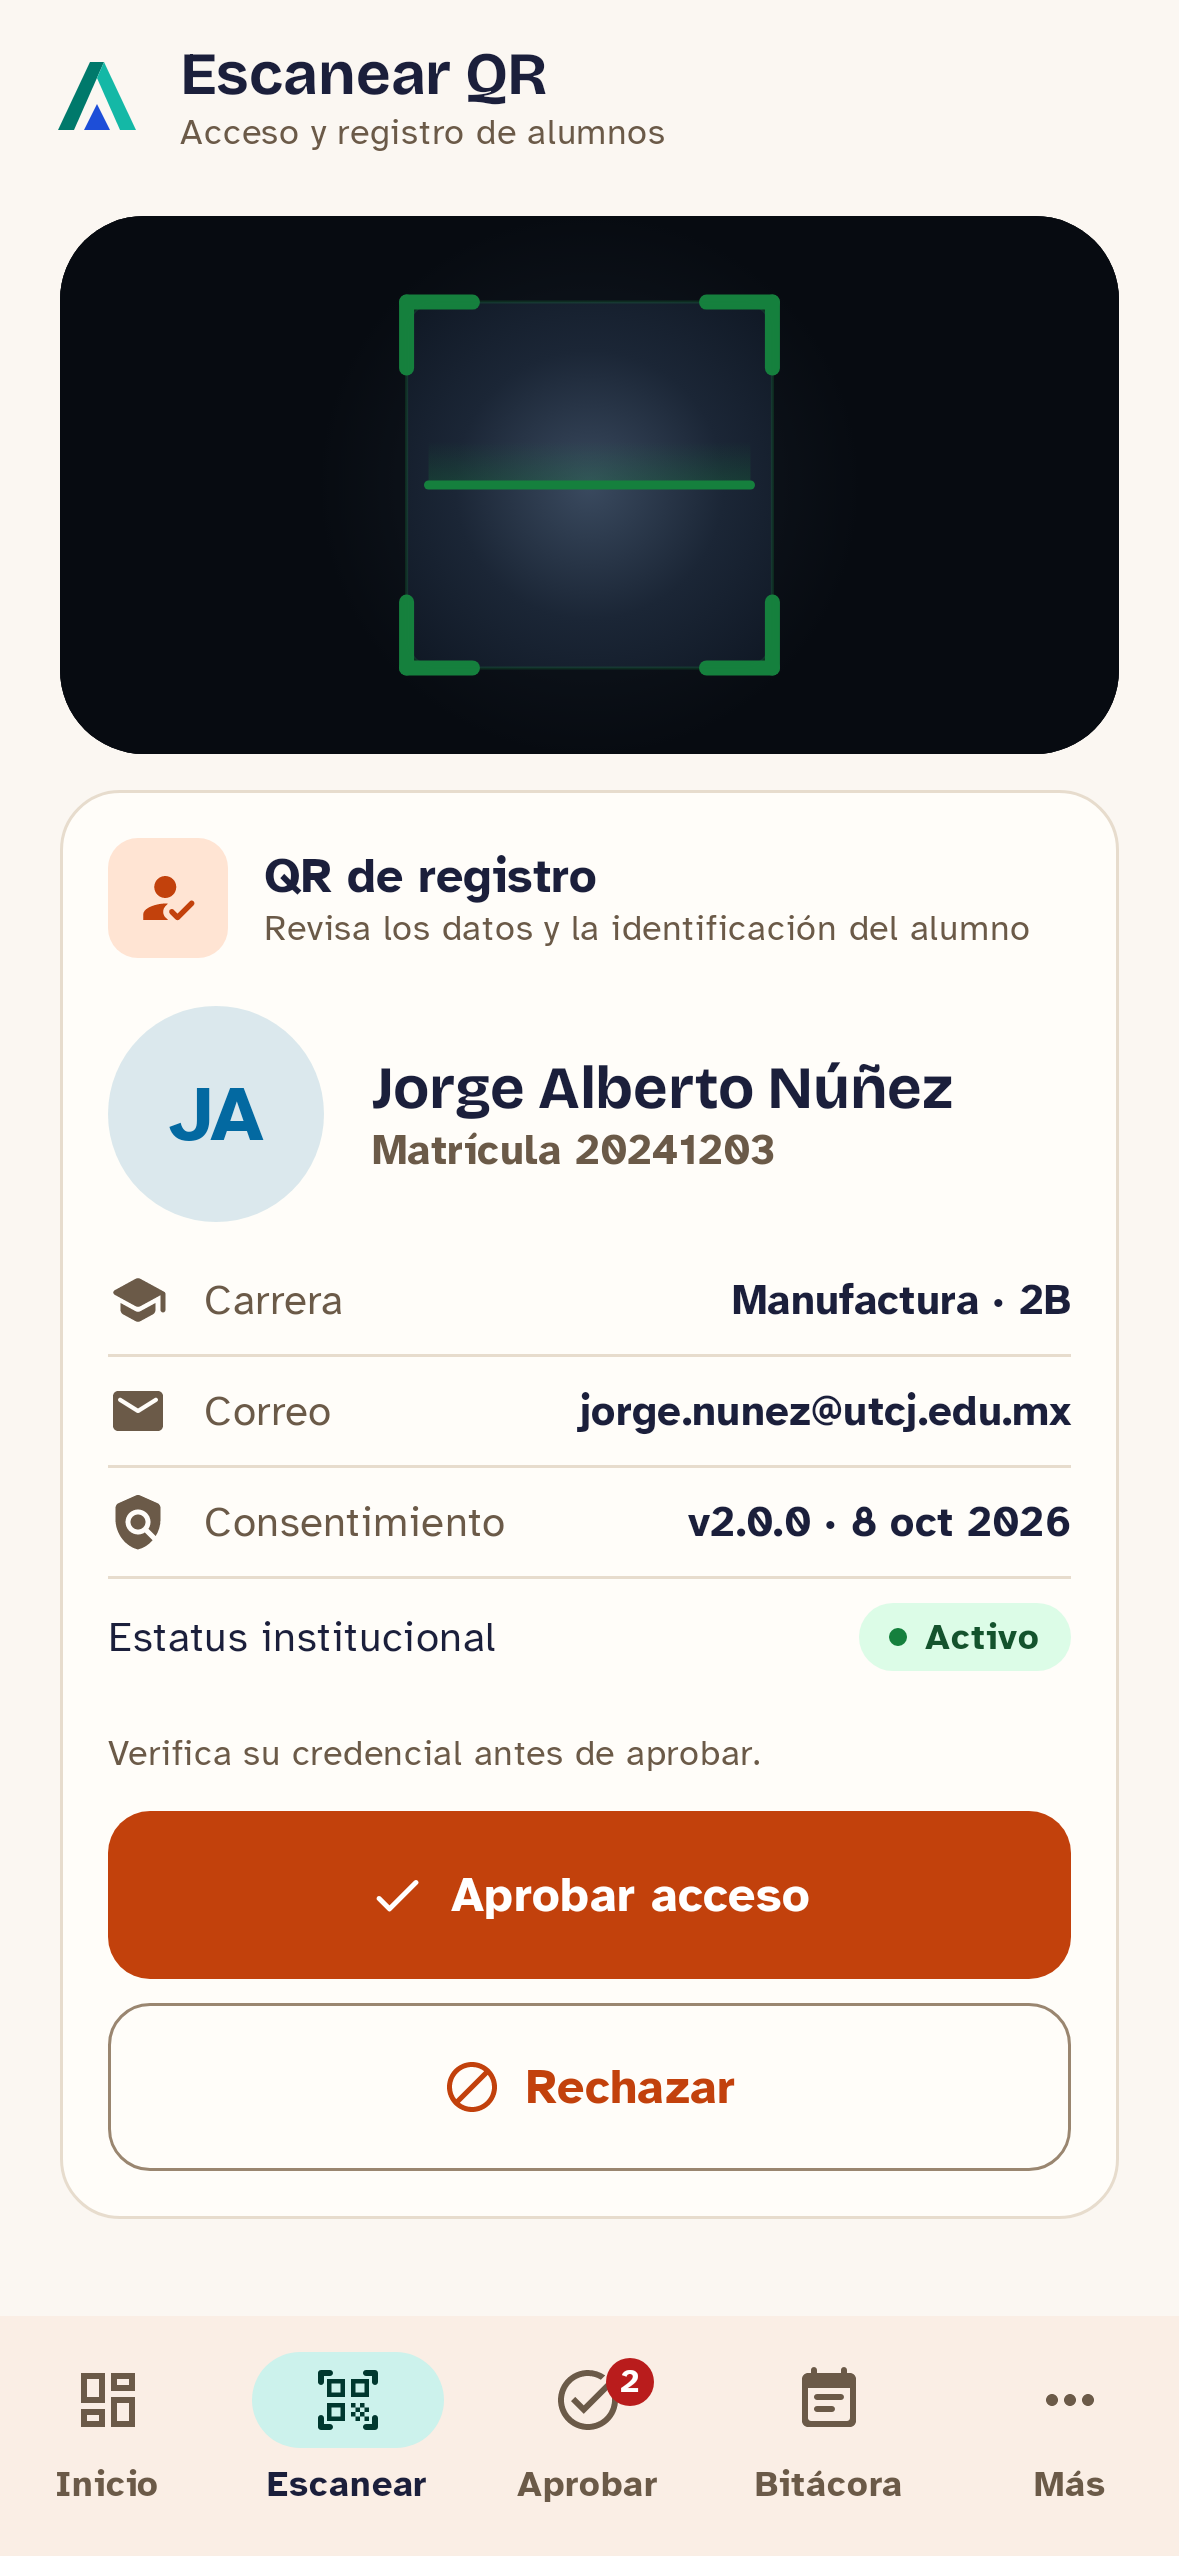 Escanear QR
Acceso y registro de alumnos
QR de registro
Revisa los datos y la identificación del alumno
JA
Jorge Alberto Núñez
Matrícula 20241203
Carrera
Manufactura · 2B
Correo
jorge.nunez@utcj.edu.mx
Consentimiento
v2.0.0 · 8 oct 2026
Estatus institucional
Activo
Verifica su credencial antes de aprobar.
Aprobar acceso
Rechazar
2
Inicio
Escanear
Aprobar
Bitácora
Más